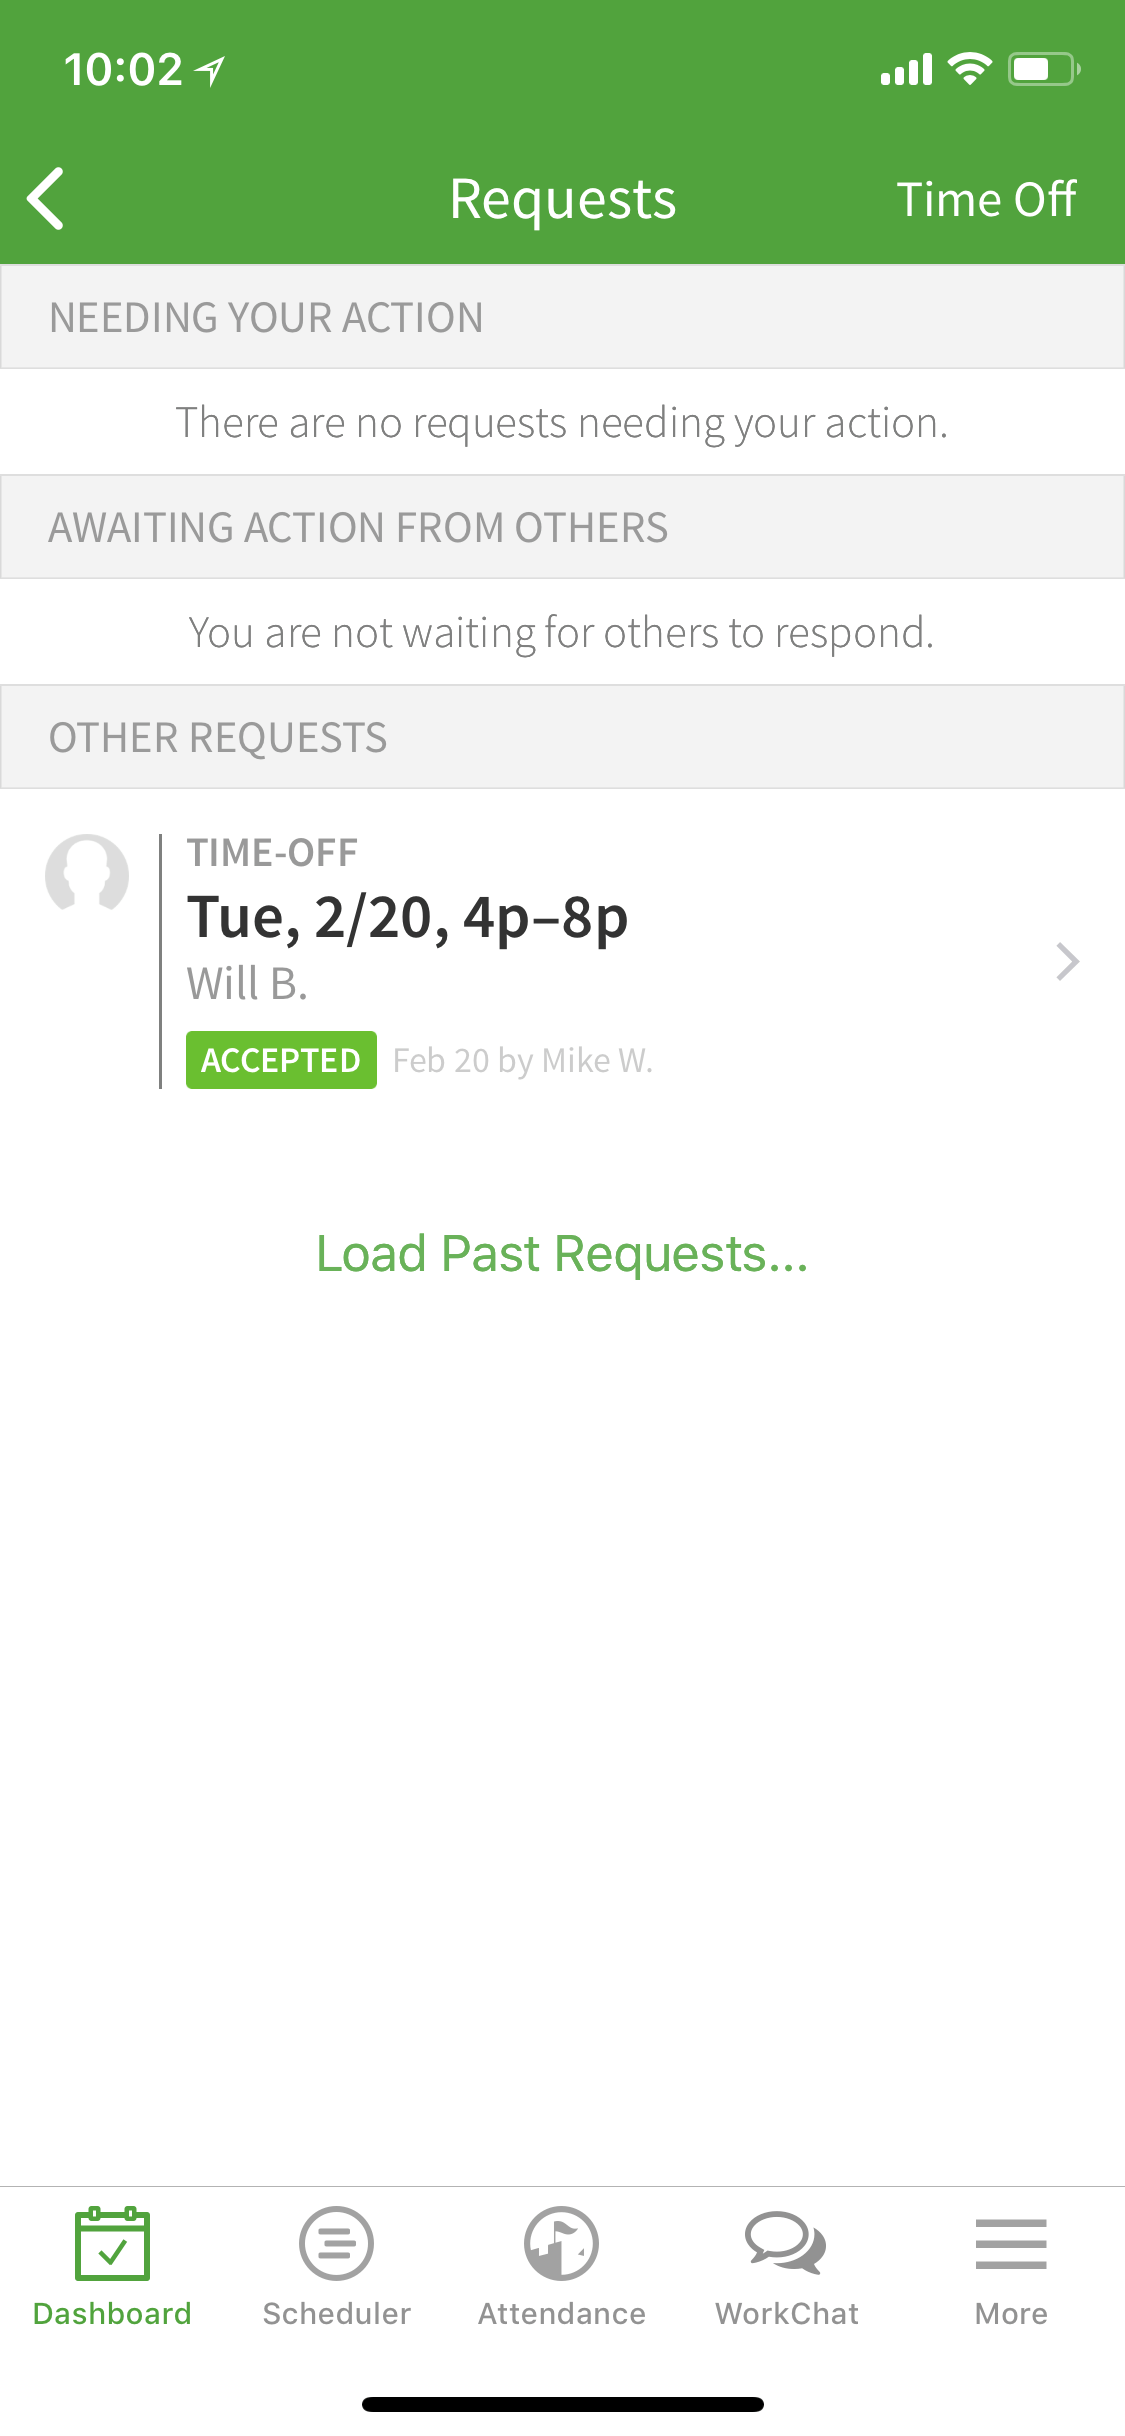 10:02
Requests
Time Off
NEEDING YOUR ACTION
There are no requests needing your action.
AWAITING ACTION FROM OTHERS
You are not waiting for others to respond.
OTHER REQUESTS
TIME-OFF
Tue, 2/20, 4p–8p
Will B.
ACCEPTED Feb 20 by Mike W.
Load Past Requests...
Dashboard Scheduler Attendance WorkChat More